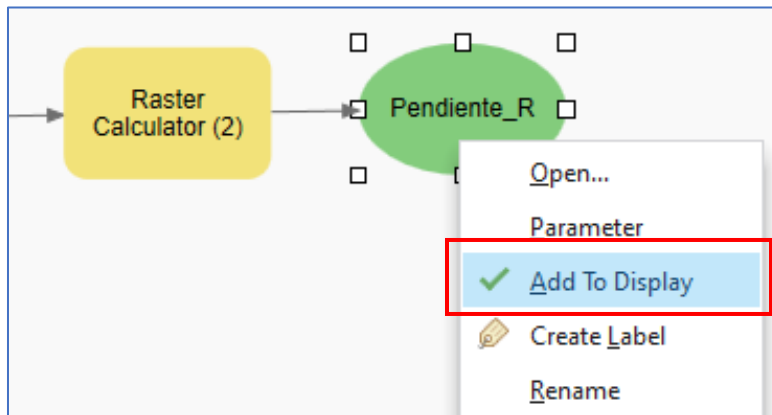 Raster
Calculator (2)
Pendiente_R
Open...
Parameter
Add To Display
Create Label
Rename